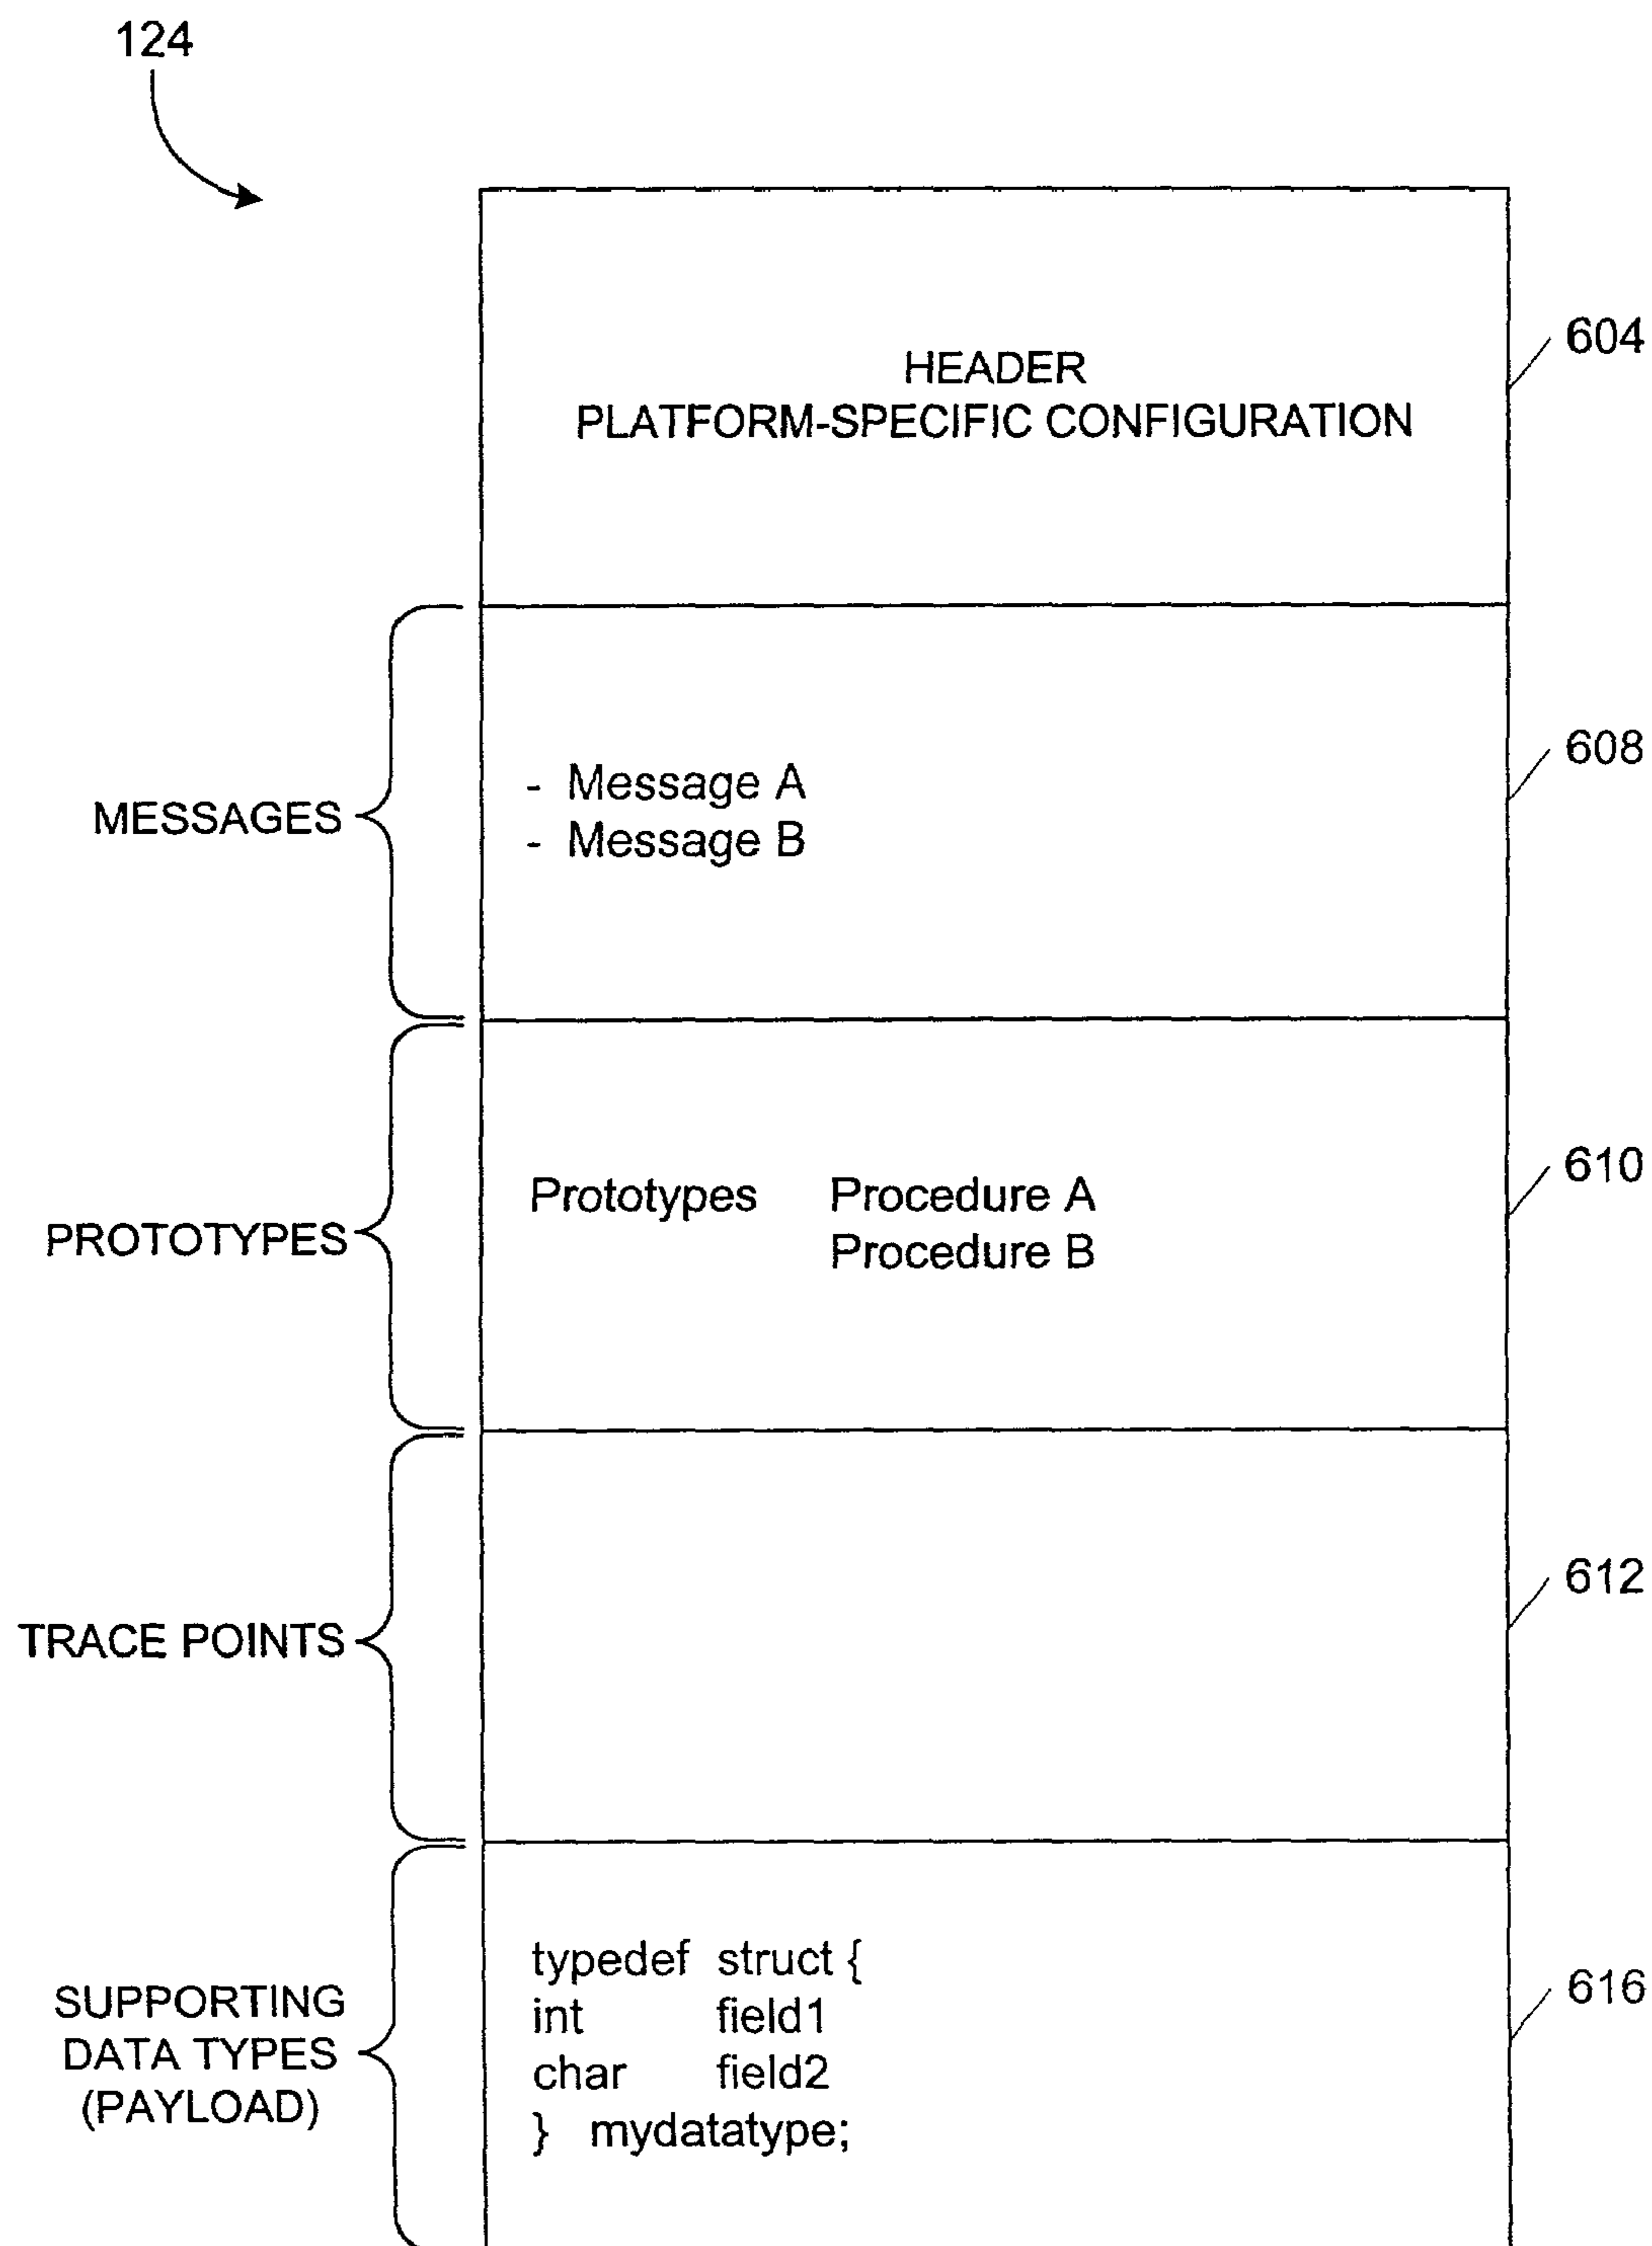 124
604
HEADER
PLATFORM-SPECIFIC CONFIGURATION
608
MESSAGES
- Message A
- Message B
610
PROTOTYPES
Prototypes Procedure A
Procedure B
612
TRACE POINTS
616
SUPPORTING
DATA TYPES
(PAYLOAD)
typedef struct {
int field1
char field2
} mydatatype;